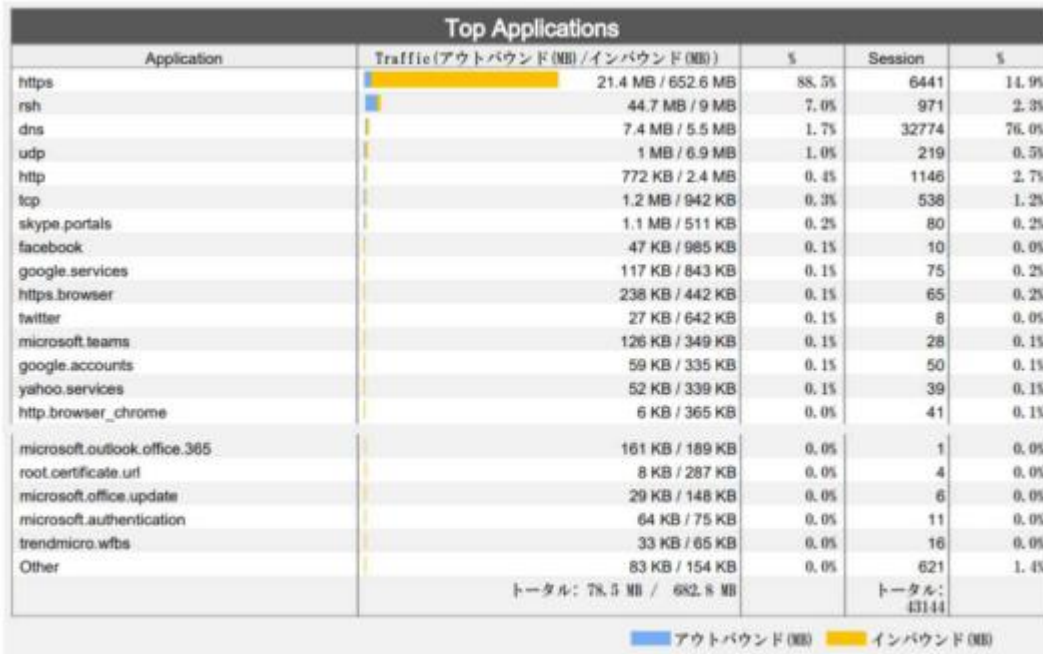 Top Applications
Application Traffic(アウトバウンド(MB)/インバウンド(MB)) % Session %
https 21.4 MB / 652.6 MB 88.5% 6441 14.9%
rsh 44.7 MB / 9 MB 7.0% 971 2.3%
dns 7.4 MB / 5.5 MB 1.7% 32774 76.0%
udp 1 MB / 6.9 MB 1.0% 219 0.5%
http 772 KB / 2.4 MB 0.4% 1146 2.7%
tcp 1.2 MB / 942 KB 0.3% 538 1.2%
skype.portals 1.1 MB / 511 KB 0.2% 80 0.2%
facebook 47 KB / 985 KB 0.1% 10 0.0%
google.services 117 KB / 843 KB 0.1% 75 0.2%
https.browser 238 KB / 442 KB 0.1% 65 0.2%
twitter 27 KB / 642 KB 0.1% 8 0.0%
microsoft.teams 126 KB / 349 KB 0.1% 28 0.1%
google.accounts 59 KB / 335 KB 0.1% 50 0.1%
yahoo.services 52 KB / 339 KB 0.1% 39 0.1%
http.browser_chrome 6 KB / 365 KB 0.0% 41 0.1%
microsoft.outlook.office.365 161 KB / 189 KB 0.0% 1 0.0%
root.certificate.url 8 KB / 287 KB 0.0% 4 0.0%
microsoft.office.update 29 KB / 148 KB 0.0% 6 0.0%
microsoft.authentication 64 KB / 75 KB 0.0% 11 0.0%
trendmicro.wfbs 33 KB / 65 KB 0.0% 16 0.0%
Other 83 KB / 154 KB 0.0% 621 1.4%
トータル: 78.5 MB / 682.8 MB トータル:
43144
アウトバウンド(MB) インバウンド(MB)